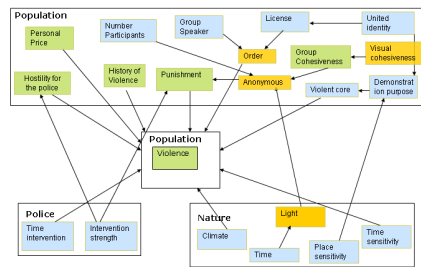 Population
Personal
Price
Number
Participants
Group
Speaker
License
United
identity
Hostility for
the police
History of
Violence
Punishment
Order
Anonymous
Group
Cohesiveness
Visual
cohesiveness
Violent core
Demonstrat
ion purpose
Population
Violence
Police
Time
intervention
Intervention
strength
Nature
Climate
Time
Light
Place
sensitivity
Time
sensitivity